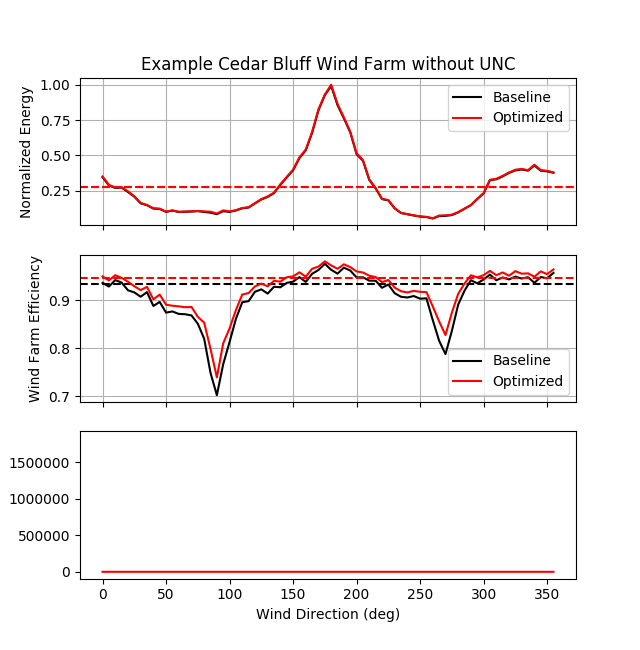 Example Cedar Bluff Wind Farm without UNC
Normalized Energy
1.00
0.75
0.50
0.25
Baseline
Optimized
Wind Farm Efficiency
0.9
0.8
0.7
Baseline
Optimized
1500000
1000000
500000
0
0 50 100 150 200 250 300 350
Wind Direction (deg)